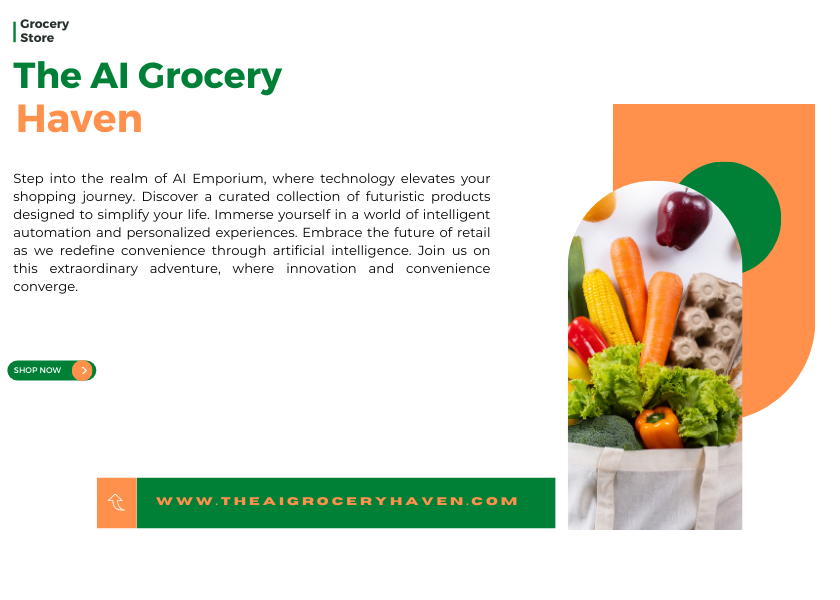 Grocery
Store
The AI Grocery
Haven
Step into the realm of AI Emporium, where technology elevates your
shopping journey. Discover a curated collection of futuristic products
designed to simplify your life. Immerse yourself in a world of intelligent
automation and personalized experiences. Embrace the future of retail
as we redefine convenience through artificial intelligence. Join us on
this extraordinary adventure, where innovation and convenience
converge.
SHOP NOW
WWW.THEAIGROCERYHAVEN.COM